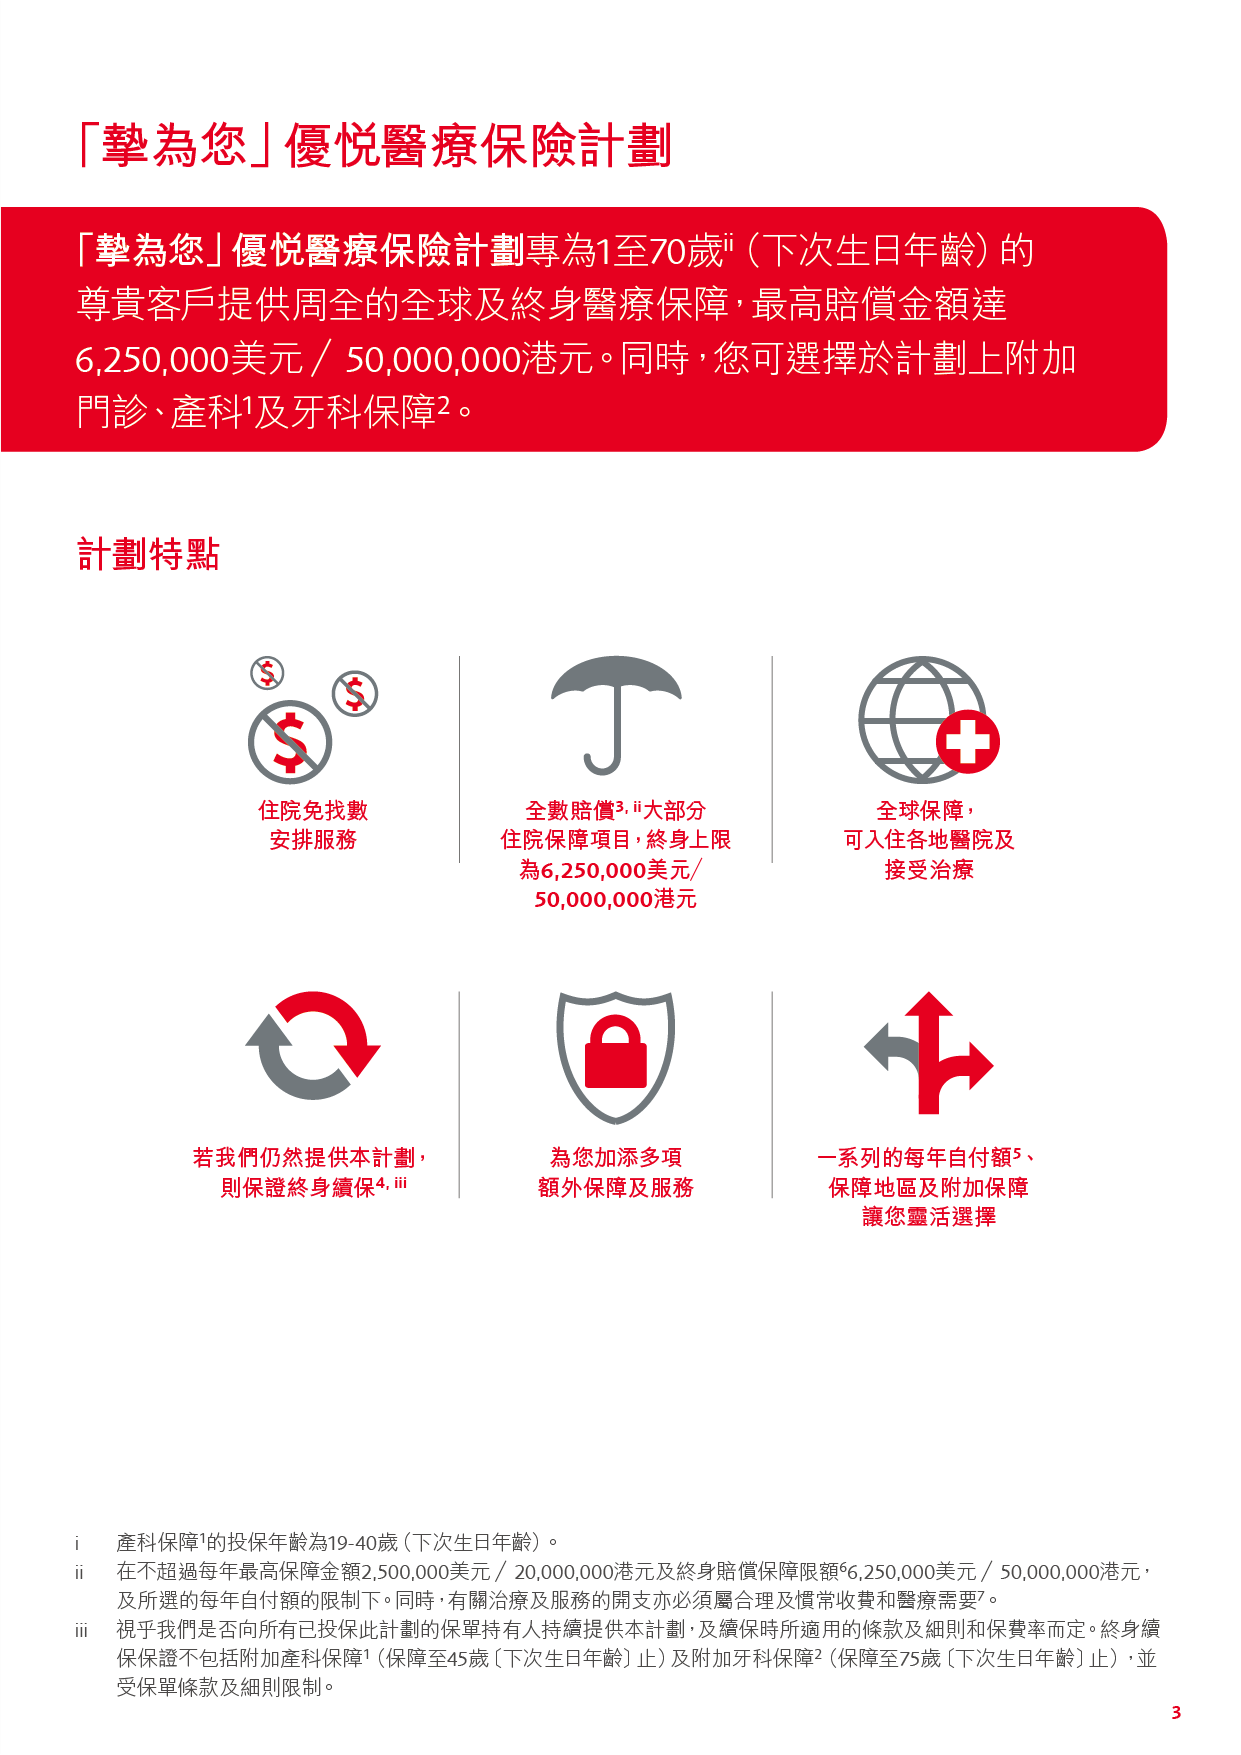 「摯為您」優悦醫療保險計劃
「摯為您」優悦醫療保險計劃專為1至70歲ii（下次生日年齡）的
尊貴客戶提供周全的全球及終身醫療保障，最高賠償金額達
6,250,000美元╱ 50,000,000港元。同時，您可選擇於計劃上附加
門診、產科1及牙科保障2。
計劃特點
住院免找數
安排服務
全數賠償3, ii大部分
住院保障項目，終身上限
為6,250,000美元╱
50,000,000港元
全球保障，
可入住各地醫院及
接受治療
若我們仍然提供本計劃，
則保證終身續保4, iii
為您加添多項
額外保障及服務
一系列的每年自付額5、
保障地區及附加保障
讓您靈活選擇
i 產科保障1的投保年齡為19-40歲（下次生日年齡）。
ii 在不超過每年最高保障金額2,500,000美元╱ 20,000,000港元及終身賠償保障限額66,250,000美元╱ 50,000,000港元，
及所選的每年自付額的限制下。同時，有關治療及服務的開支亦必須屬合理及慣常收費和醫療需要7。
iii 視乎我們是否向所有已投保此計劃的保單持有人持續提供本計劃，及續保時所適用的條款及細則和保費率而定。終身續
保保證不包括附加產科保障1（保障至45歲〔下次生日年齡〕止）及附加牙科保障2（保障至75歲〔下次生日年齡〕止），並
受保單條款及細則限制。
3